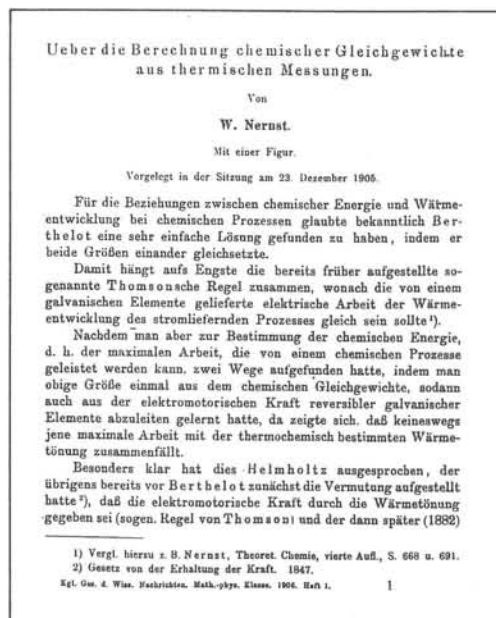 Ueber die Berechnung chemischer Gleichgewichte
aus thermischen Messungen.
Von
W. Nernst.
Mit einer Figur.
Vorgelegt in der Sitzung am 23. Dezember 1905.
Für die Beziehungen zwischen chemischer Energie und Wärme-
entwicklung bei chemischen Prozessen glaubte bekanntlich Ber-
thelot eine sehr einfache Lösung gefunden zu haben, indem er
beide Größen einander gleichsetzte.
Damit hängt aufs Engste die bereits früher aufgestellte so-
genannte Thomsonsche Regel zusammen, wonach die von einem
galvanischen Elemente gelieferte elektrische Arbeit der Wärme-
entwicklung des stromliefernden Prozesses gleich sein sollte¹).
Nachdem man aber zur Bestimmung der chemischen Energie,
d. h. der maximalen Arbeit, die von einem chemischen Prozesse
geleistet werden kann, zwei Wege aufgefunden hatte, indem man
obige Größe einmal aus dem chemischen Gleichgewichte, sodann
auch aus der elektromotorischen Kraft reversibler galvanischer
Elemente abzuleiten gelernt hatte, da zeigte sich, daß keineswegs
jene maximale Arbeit mit der thermochemisch bestimmten Wärme-
tönung zusammenfällt.
Besonders klar hat dies Helmholtz ausgesprochen, der
übrigens bereits vor Berthelot zunächst die Vermutung aufgestellt
hatte²), daß die elektromotorische Kraft durch die Wärmetönung
gegeben sei (sogen. Regel von Thomson) und der dann später (1882)
1) Vergl. hierzu z. B. Nernst, Theoret. Chemie, vierte Aufl., S. 668 u. 691.
2) Gesetz von der Erhaltung der Kraft. 1847.
Kgl. Ges. d. Wiss. Nachrichten. Math.-phys. Klasse. 1906. Heft 1. 1